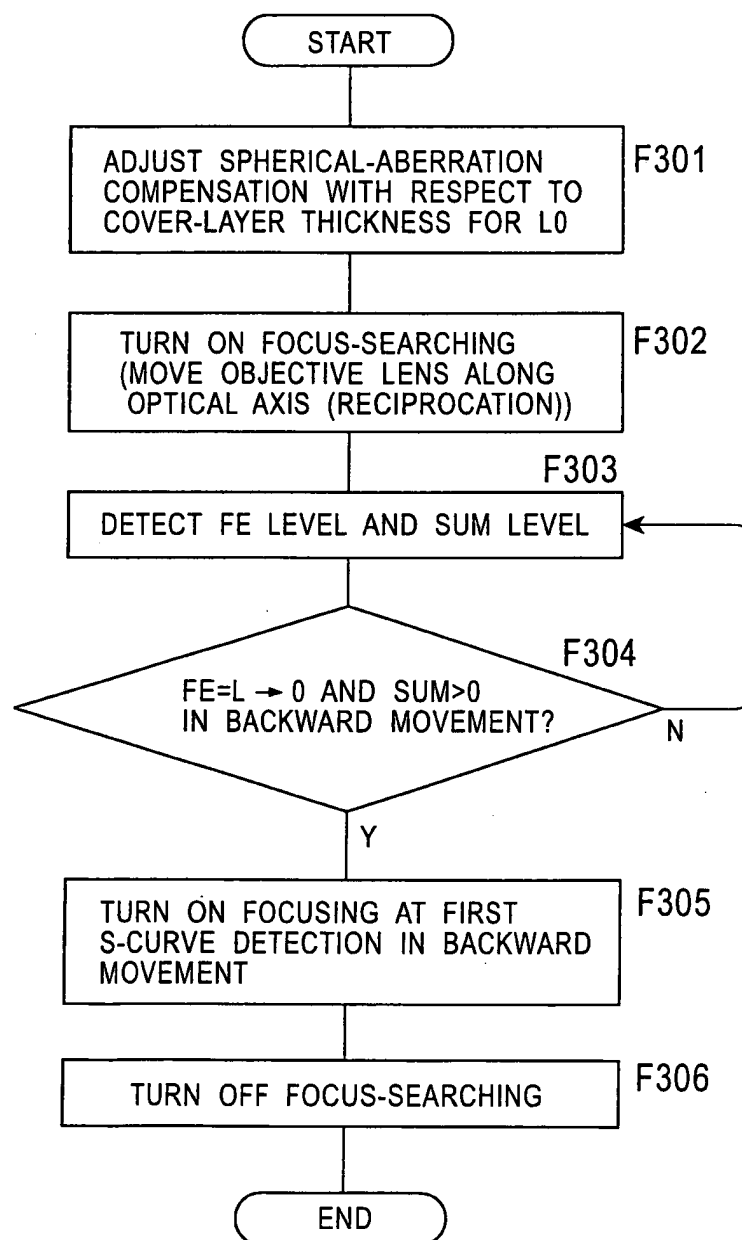 START
ADJUST SPHERICAL-ABERRATION
COMPENSATION WITH RESPECT TO
COVER-LAYER THICKNESS FOR L0
F301
TURN ON FOCUS-SEARCHING
(MOVE OBJECTIVE LENS ALONG
OPTICAL AXIS (RECIPROCATION))
F302
F303
DETECT FE LEVEL AND SUM LEVEL
F304
FE=L → 0 AND SUM>0
IN BACKWARD MOVEMENT?
N
Y
TURN ON FOCUSING AT FIRST
S-CURVE DETECTION IN BACKWARD
MOVEMENT
F305
TURN OFF FOCUS-SEARCHING
F306
END